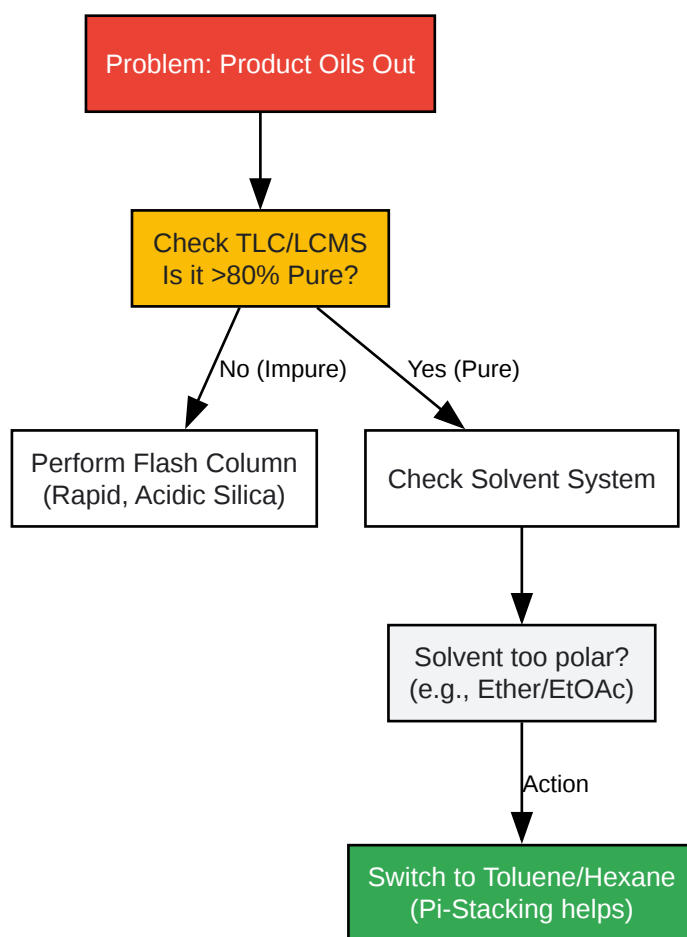 Problem: Product Oils Out
Check TLC/LCMS
Is it >80% Pure?
No (Impure)
Yes (Pure)
Perform Flash Column
(Rapid, Acidic Silica)
Check Solvent System
Solvent too polar?
(e.g., Ether/EtOAc)
Action
Switch to Toluene/Hexane
(Pi-Stacking helps)